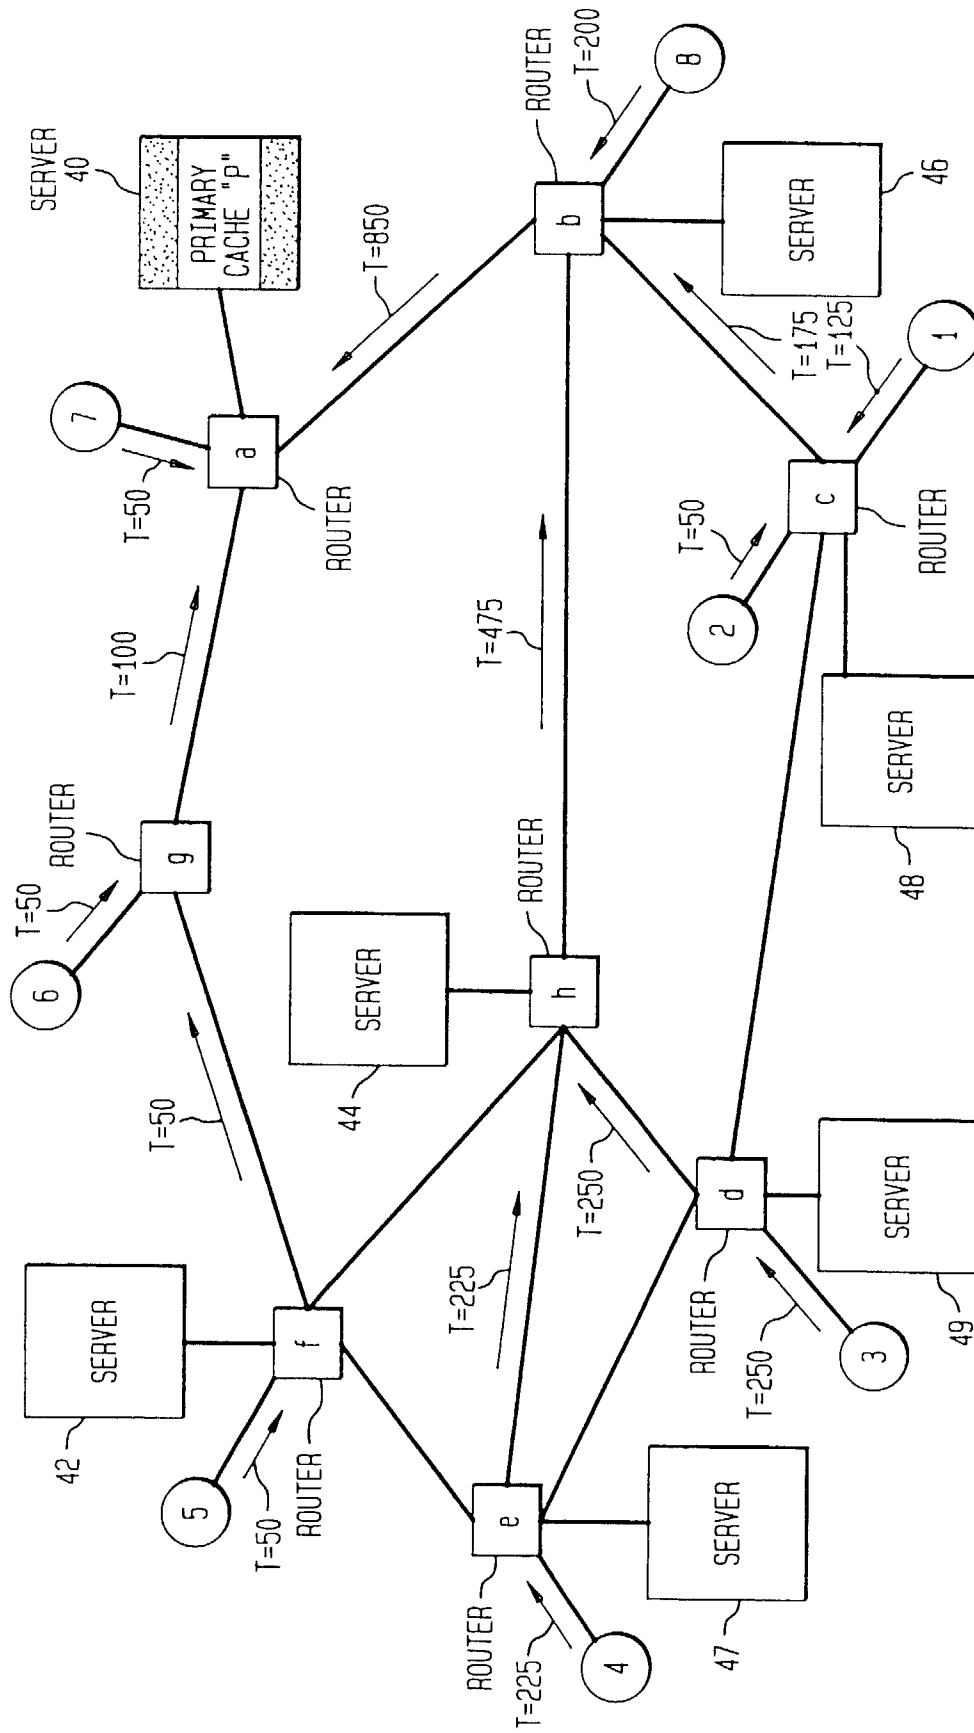 SERVER
40
PRIMARY
CACHE "P"
7
T=50
a
ROUTER
T=100
ROUTER
g
T=50
6
T=50
SERVER
42
5
T=50
f
ROUTER
T=850
ROUTER
b
T=200
8
SERVER
46
T=475
ROUTER
h
SERVER
44
T=225
T=250
e
ROUTER
T=225
4
SERVER
47
T=175
T=125
1
c
ROUTER
T=50
2
SERVER
48
d
ROUTER
T=250
3
SERVER
49